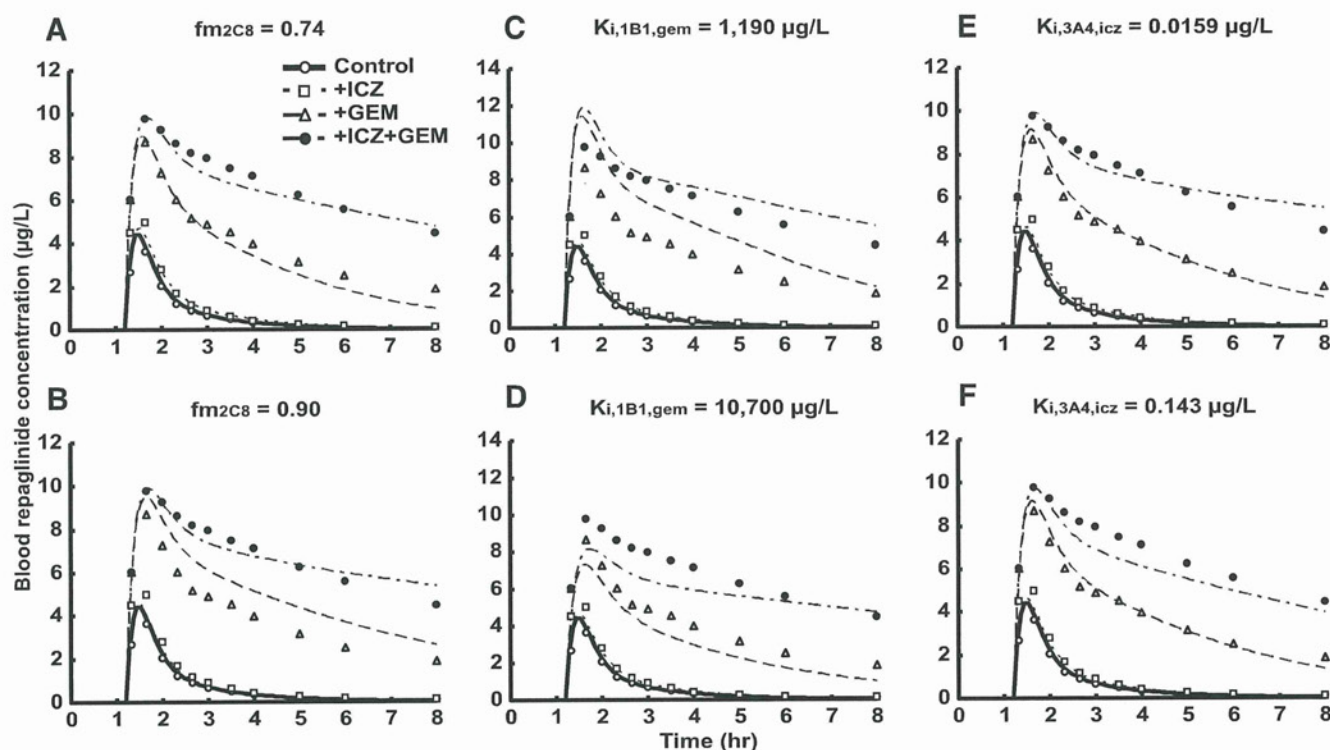 A
fm2C8 = 0.74
Control
+ICZ
+GEM
+ICZ+GEM
12
10
8
6
4
2
0
0 1 2 3 4 5 6 7 8
C
Ki,1B1,gem = 1,190 µg/L
14
12
10
8
6
4
2
0
0 1 2 3 4 5 6 7 8
E
Ki,3A4,icz = 0.0159 µg/L
12
10
8
6
4
2
0
0 1 2 3 4 5 6 7 8
Blood repaglinide concentrration (µg/L)
B
fm2C8 = 0.90
12
10
8
6
4
2
0
0 1 2 3 4 5 6 7 8
D
Ki,1B1,gem = 10,700 µg/L
14
12
10
8
6
4
2
0
0 1 2 3 4 5 6 7 8
F
Ki,3A4,icz = 0.143 µg/L
12
10
8
6
4
2
0
0 1 2 3 4 5 6 7 8
Time (hr)